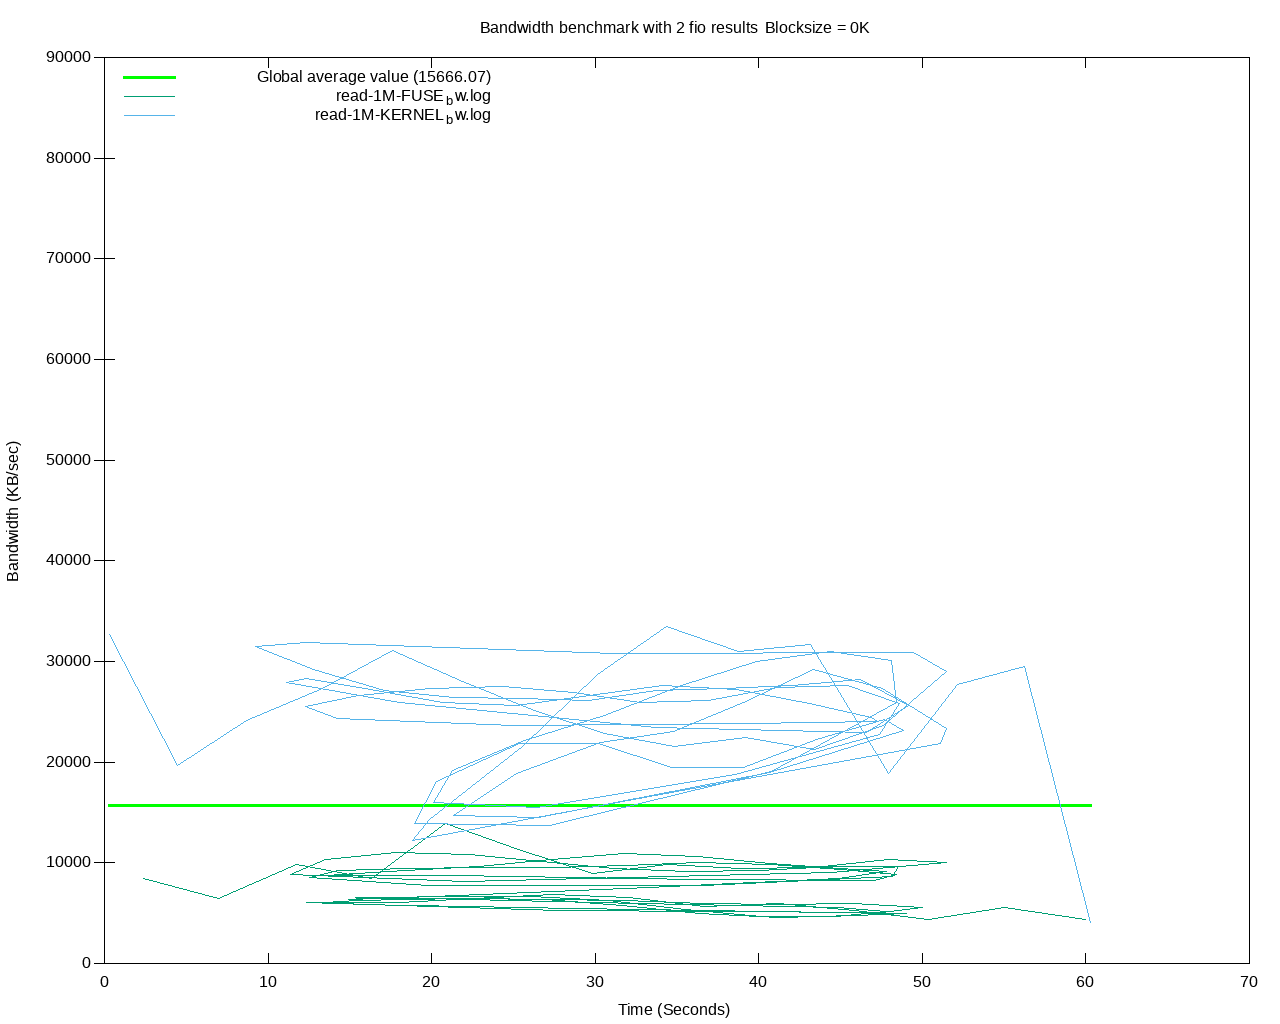 Bandwidth benchmark with 2 fio results Blocksize = 0K
90000
80000
70000
60000
50000
40000
30000
20000
10000
0
Bandwidth (KB/sec)
Global average value (15666.07)
read-1M-FUSE_bw.log
read-1M-KERNEL_bw.log
0 10 20 30 40 50 60 70
Time (Seconds)